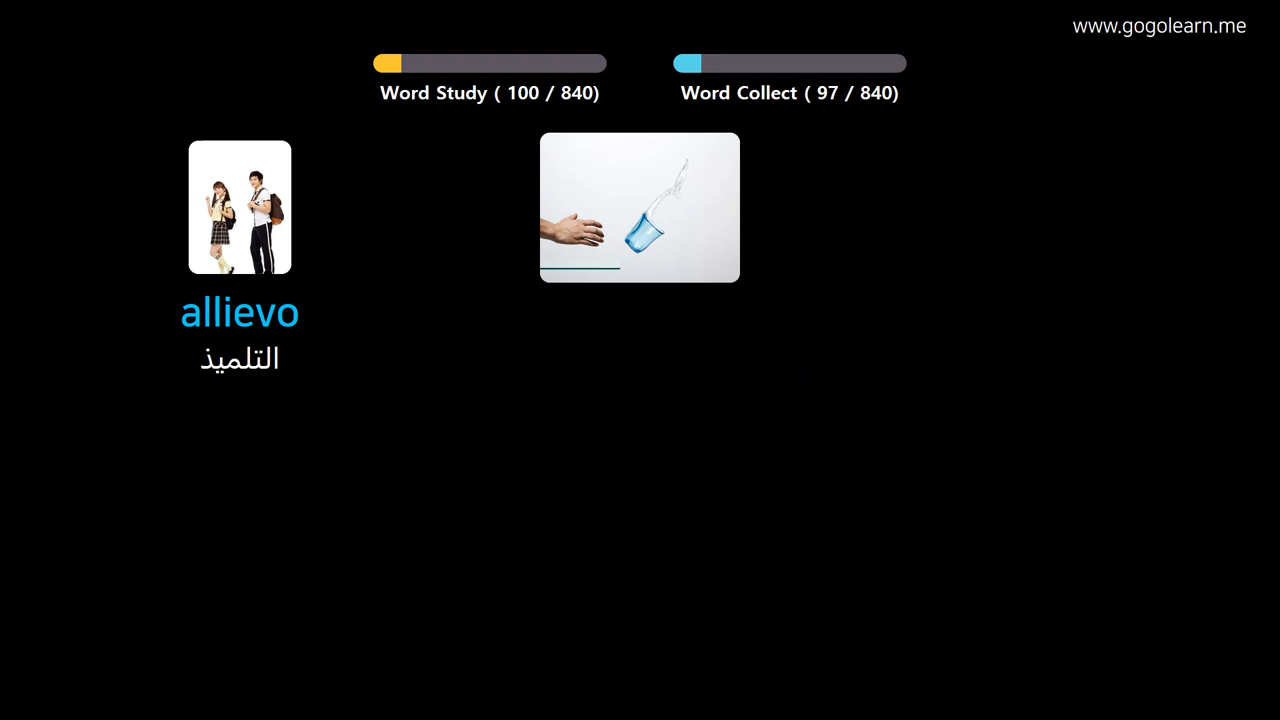 www.gogolearn.me
Word Study ( 100 / 840)
Word Collect ( 97 / 840)
allievo
التلميذ